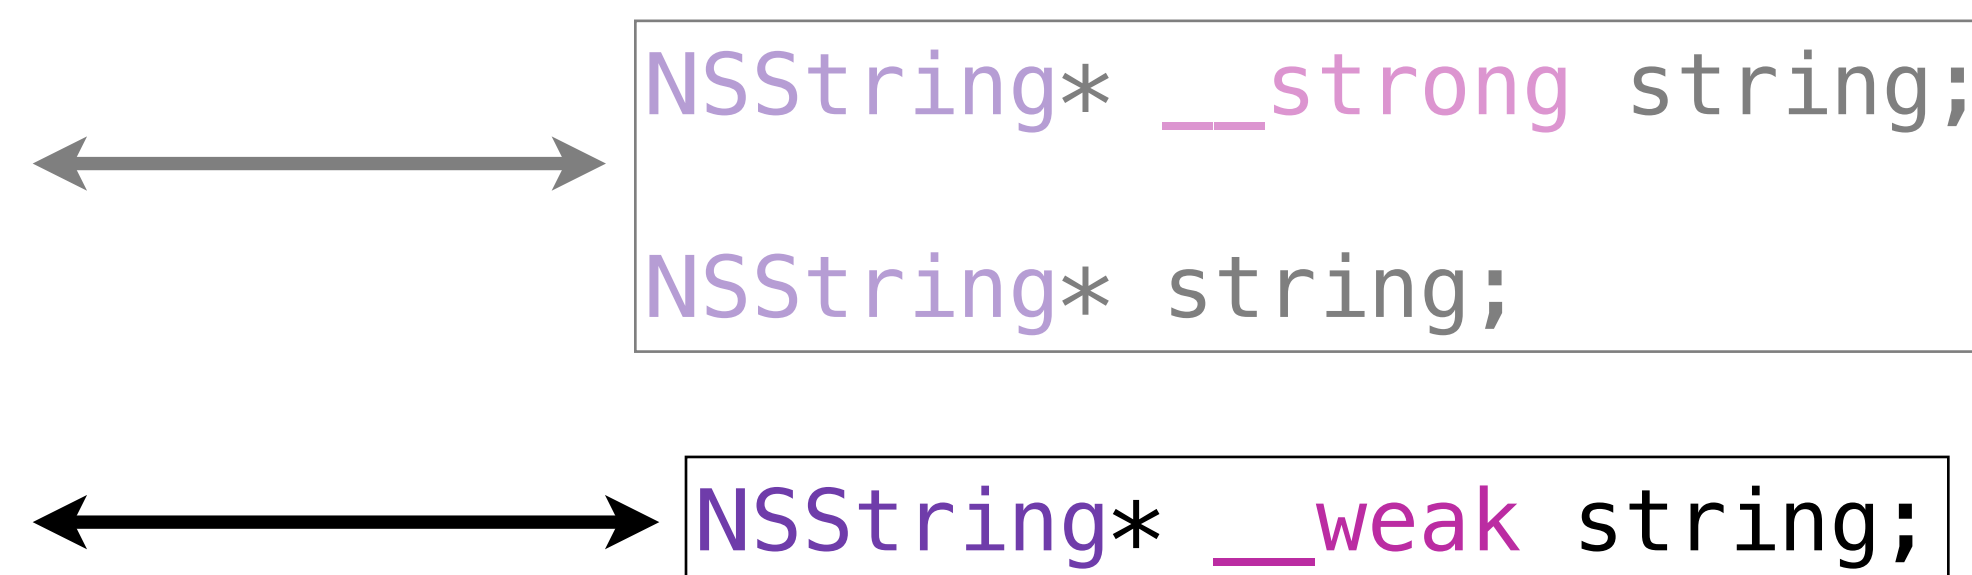 NSString* __strong string;
NSString* string;
NSString* __weak string;